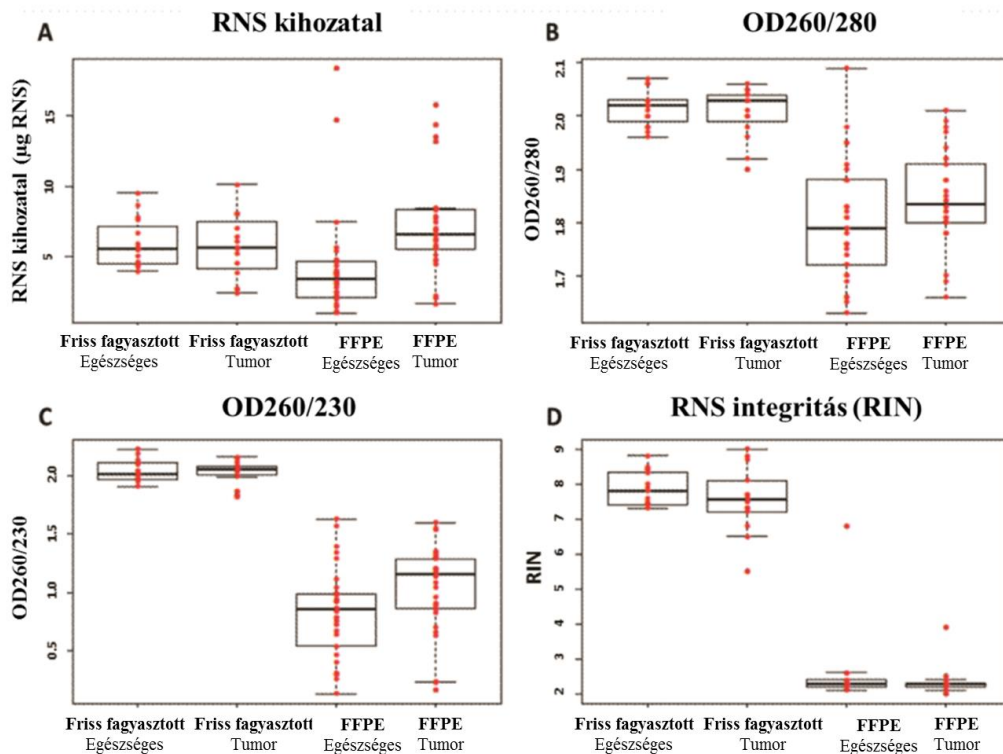 A
RNS kihozatal
RNS kihozatal (µg RNS)
15
10
5
Friss fagyasztott
Egészséges
Friss fagyasztott
Tumor
FFPE
Egészséges
FFPE
Tumor
B
OD260/280
OD260/280
2.1
2.0
1.9
1.8
1.7
Friss fagyasztott
Egészséges
Friss fagyasztott
Tumor
FFPE
Egészséges
FFPE
Tumor
C
OD260/230
OD260/230
2.0
1.5
1.0
0.5
Friss fagyasztott
Egészséges
Friss fagyasztott
Tumor
FFPE
Egészséges
FFPE
Tumor
D
RNS integritás (RIN)
RIN
9
8
7
6
5
4
3
2
Friss fagyasztott
Egészséges
Friss fagyasztott
Tumor
FFPE
Egészséges
FFPE
Tumor